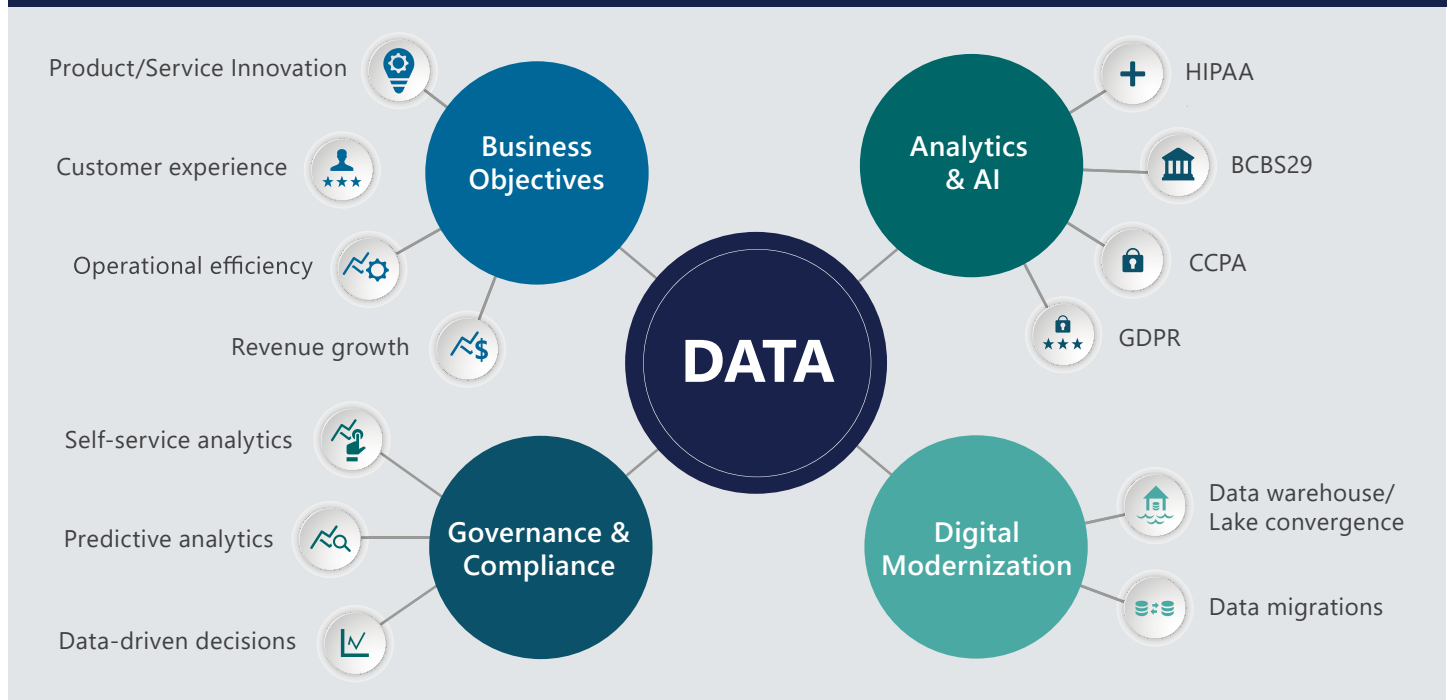 Product/Service Innovation
Customer experience
Operational efficiency
Revenue growth
Business
Objectives
Analytics
& AI
HIPAA
BCBS29
CCPA
GDPR
DATA
Self-service analytics
Predictive analytics
Data-driven decisions
Governance &
Compliance
Digital
Modernization
Data warehouse/
Lake convergence
Data migrations